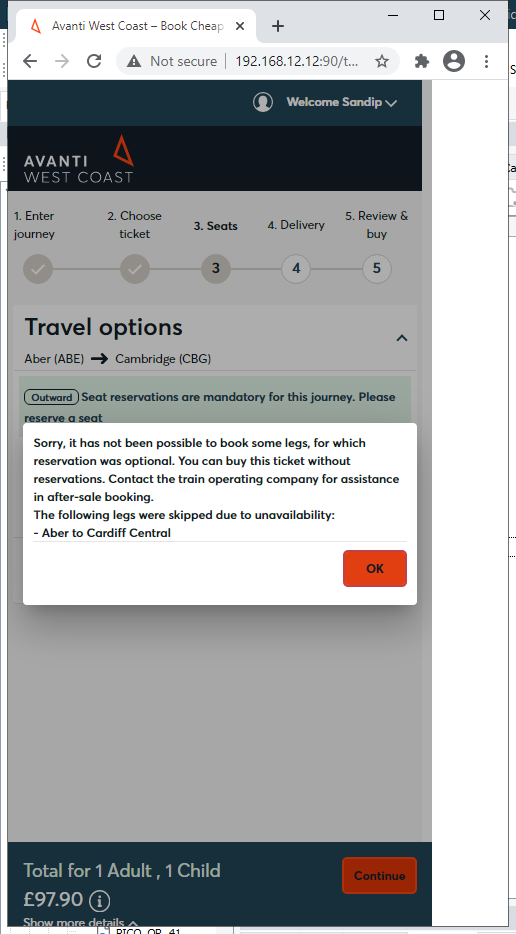 Avanti West Coast – Book Cheap
Not secure
192.168.12.12:90/t...
Welcome Sandip
AVANTI
WEST COAST
1. Enter journey
2. Choose ticket
3. Seats
4. Delivery
5. Review & buy
3
4
5
Travel options
Aber (ABE) → Cambridge (CBG)
Outward Seat reservations are mandatory for this journey. Please
reserve a seat
Sorry, it has not been possible to book some legs, for which
reservation was optional. You can buy this ticket without
reservations. Contact the train operating company for assistance
in after-sale booking.
The following legs were skipped due to unavailability:
- Aber to Cardiff Central
OK
Total for 1 Adult , 1 Child
£97.90
Continue
Show more details